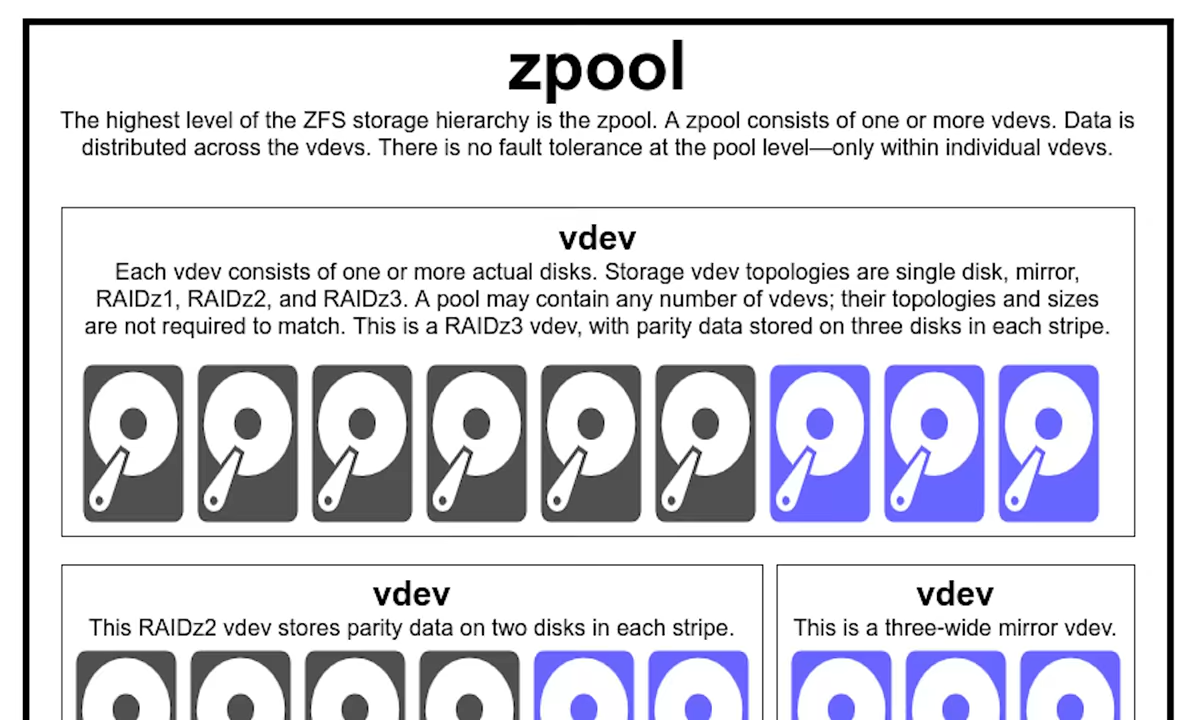 zpool
The highest level of the ZFS storage hierarchy is the zpool. A zpool consists of one or more vdevs. Data is
distributed across the vdevs. There is no fault tolerance at the pool level—only within individual vdevs.
vdev
Each vdev consists of one or more actual disks. Storage vdev topologies are single disk, mirror,
RAIDz1, RAIDz2, and RAIDz3. A pool may contain any number of vdevs; their topologies and sizes
are not required to match. This is a RAIDz3 vdev, with parity data stored on three disks in each stripe.
vdev
This RAIDz2 vdev stores parity data on two disks in each stripe.
vdev
This is a three-wide mirror vdev.